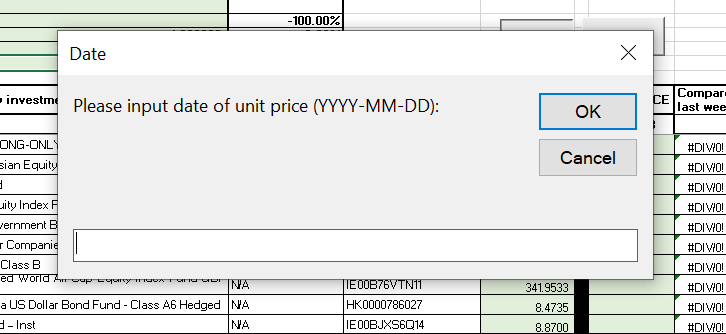 -100.00%
Date
Please input date of unit price (YYYY-MM-DD):
OK
Cancel
investme
CE
Compare
last wee
ONG-ONLY
#DIV/0!
sian Equity
#DIV/0!
d
#DIV/0!
uity Index F
#DIV/0!
vernment B
#DIV/0!
r Companie
#DIV/0!
Class B
#DIV/0!
ed World All Cap Equity Index Fund GBP
N/A
IE00B76VTN11
341.9533
#DIV/0!
a US Dollar Bond Fund - Class A6 Hedged
N/A
HK0000786027
8.4735
#DIV/0!
d – Inst
N/A
IE00BJXS6Q14
8.8700
#DIV/0!